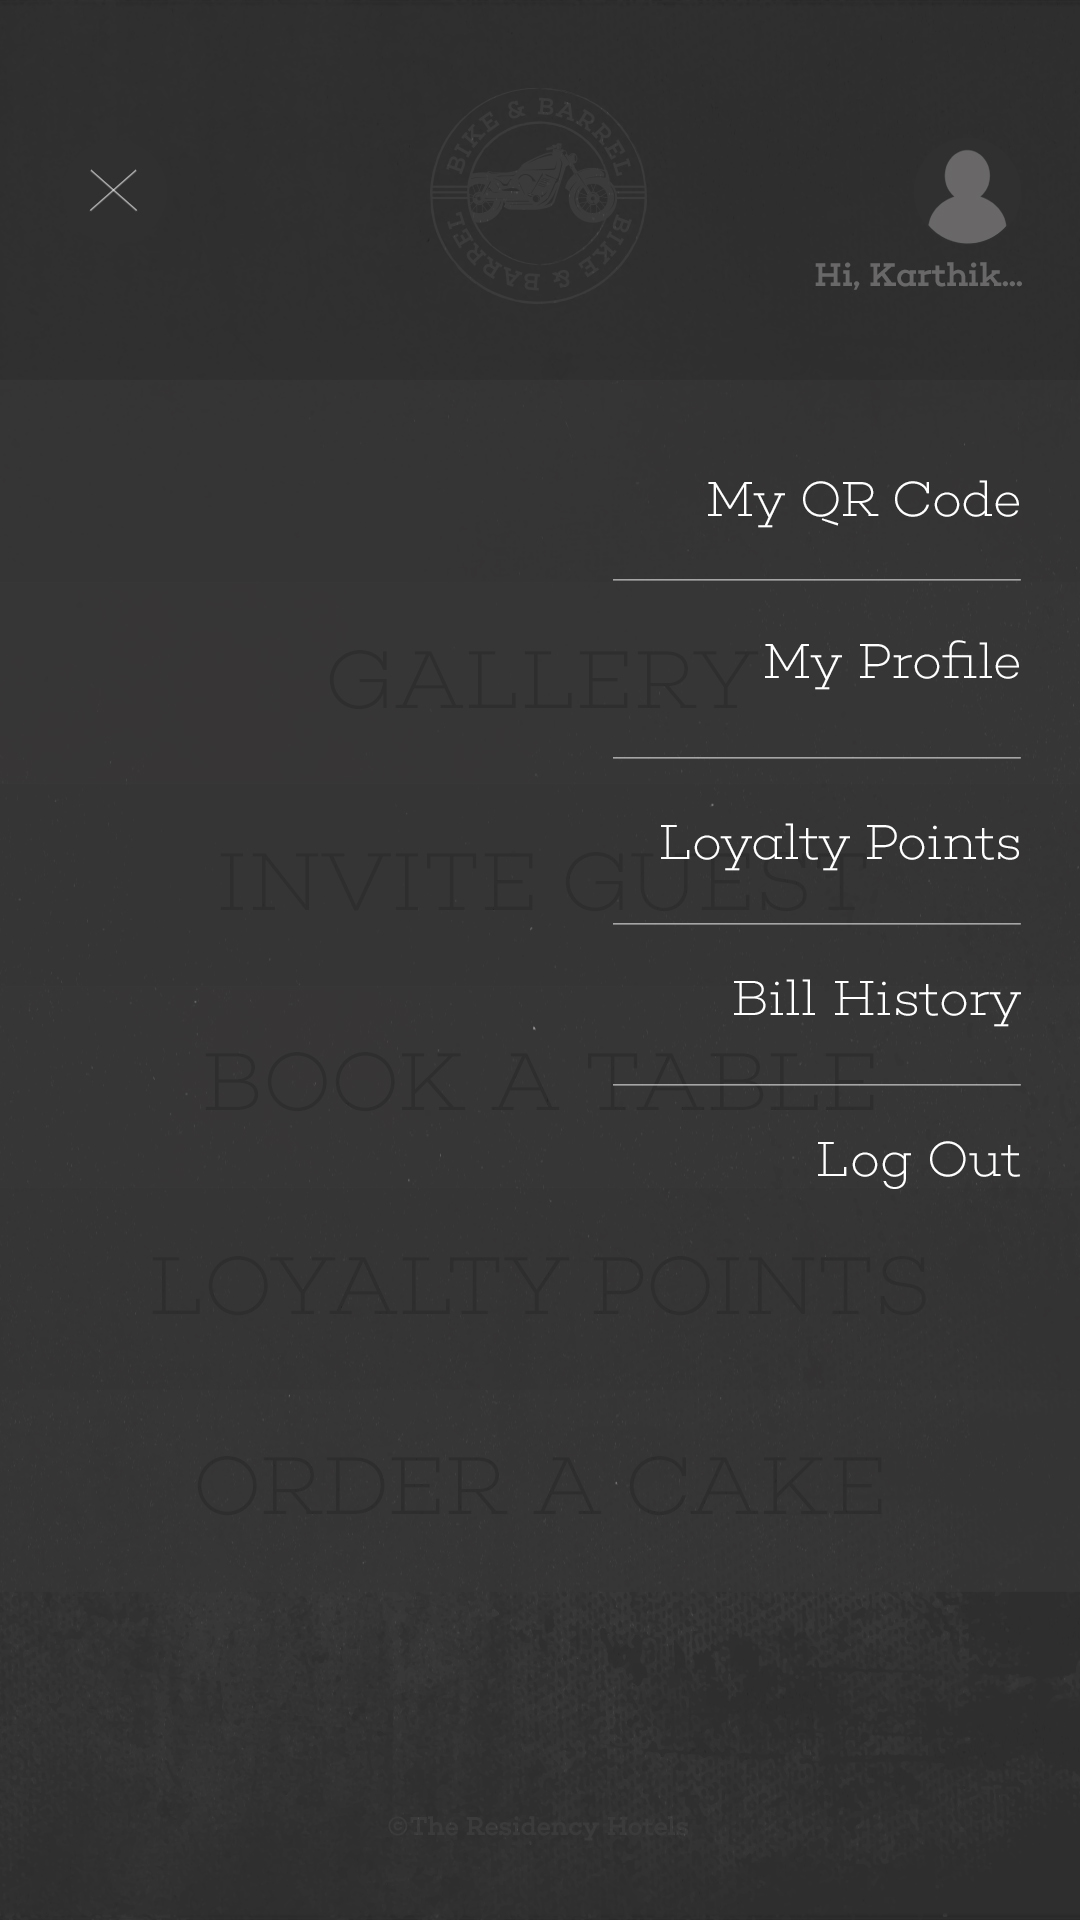 BIKE & BARREL
BIKE & BARREL
Hi, Karthik...
My QR Code
My Profile
GALLERY
Loyalty Points
INVITE GUEST
Bill History
BOOK A TABLE
Log Out
LOYALTY POINTS
ORDER A CAKE
©The Residency Hotels